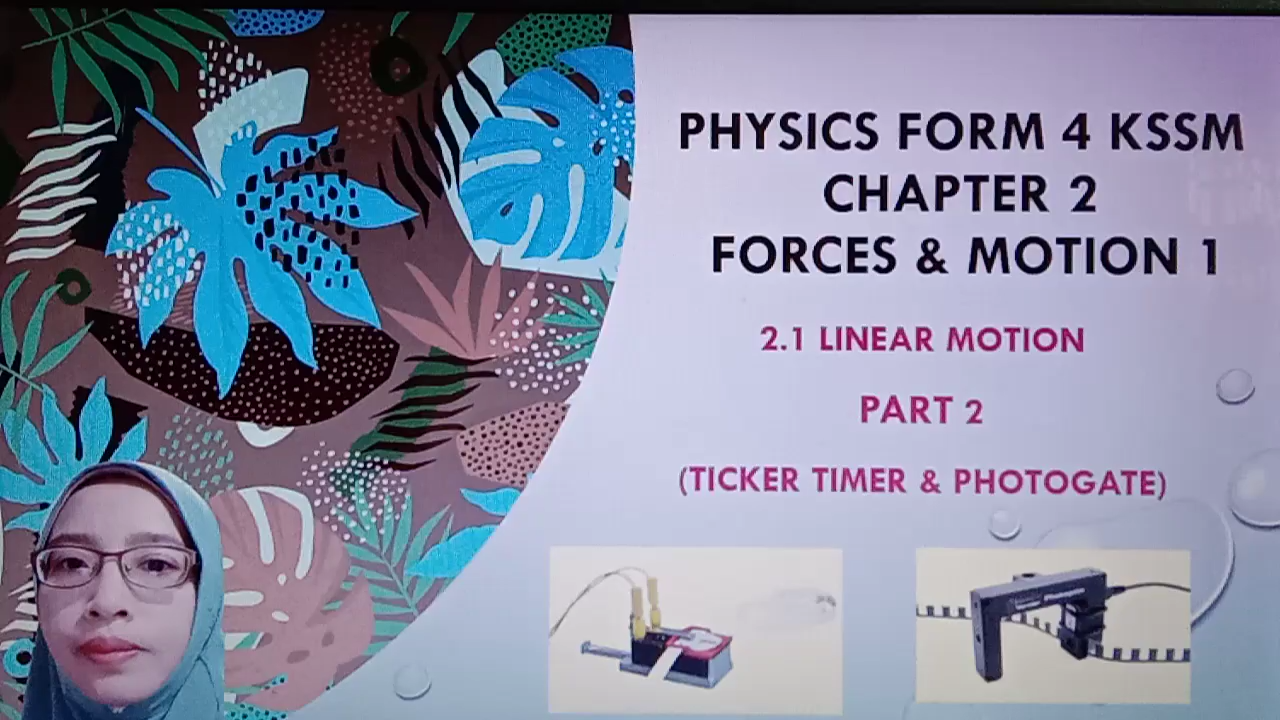 PHYSICS FORM 4 KSSM
CHAPTER 2
FORCES & MOTION 1
2.1 LINEAR MOTION
PART 2
(TICKER TIMER & PHOTOGATE)